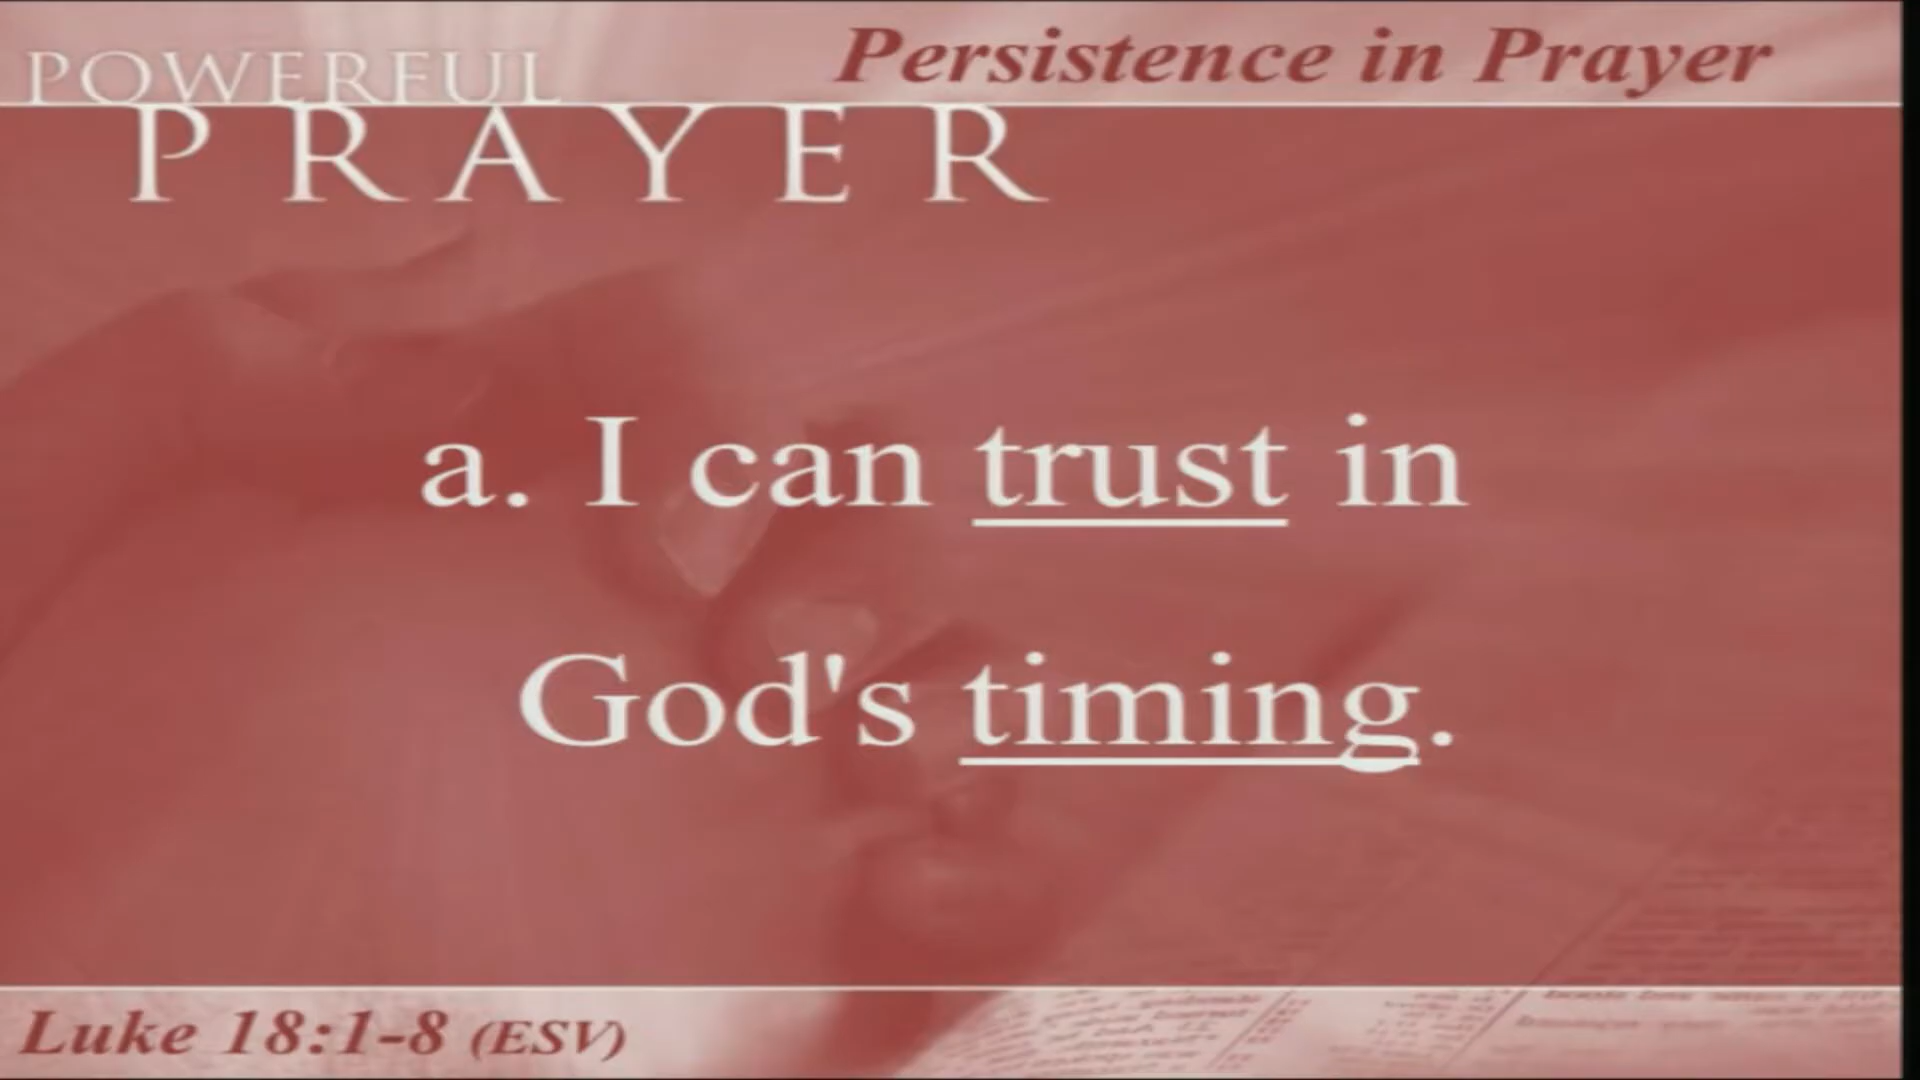 POWERFUL
PRAYER
Persistence in Prayer
a. I can trust in
God's timing.
Luke 18:1-8 (ESV)